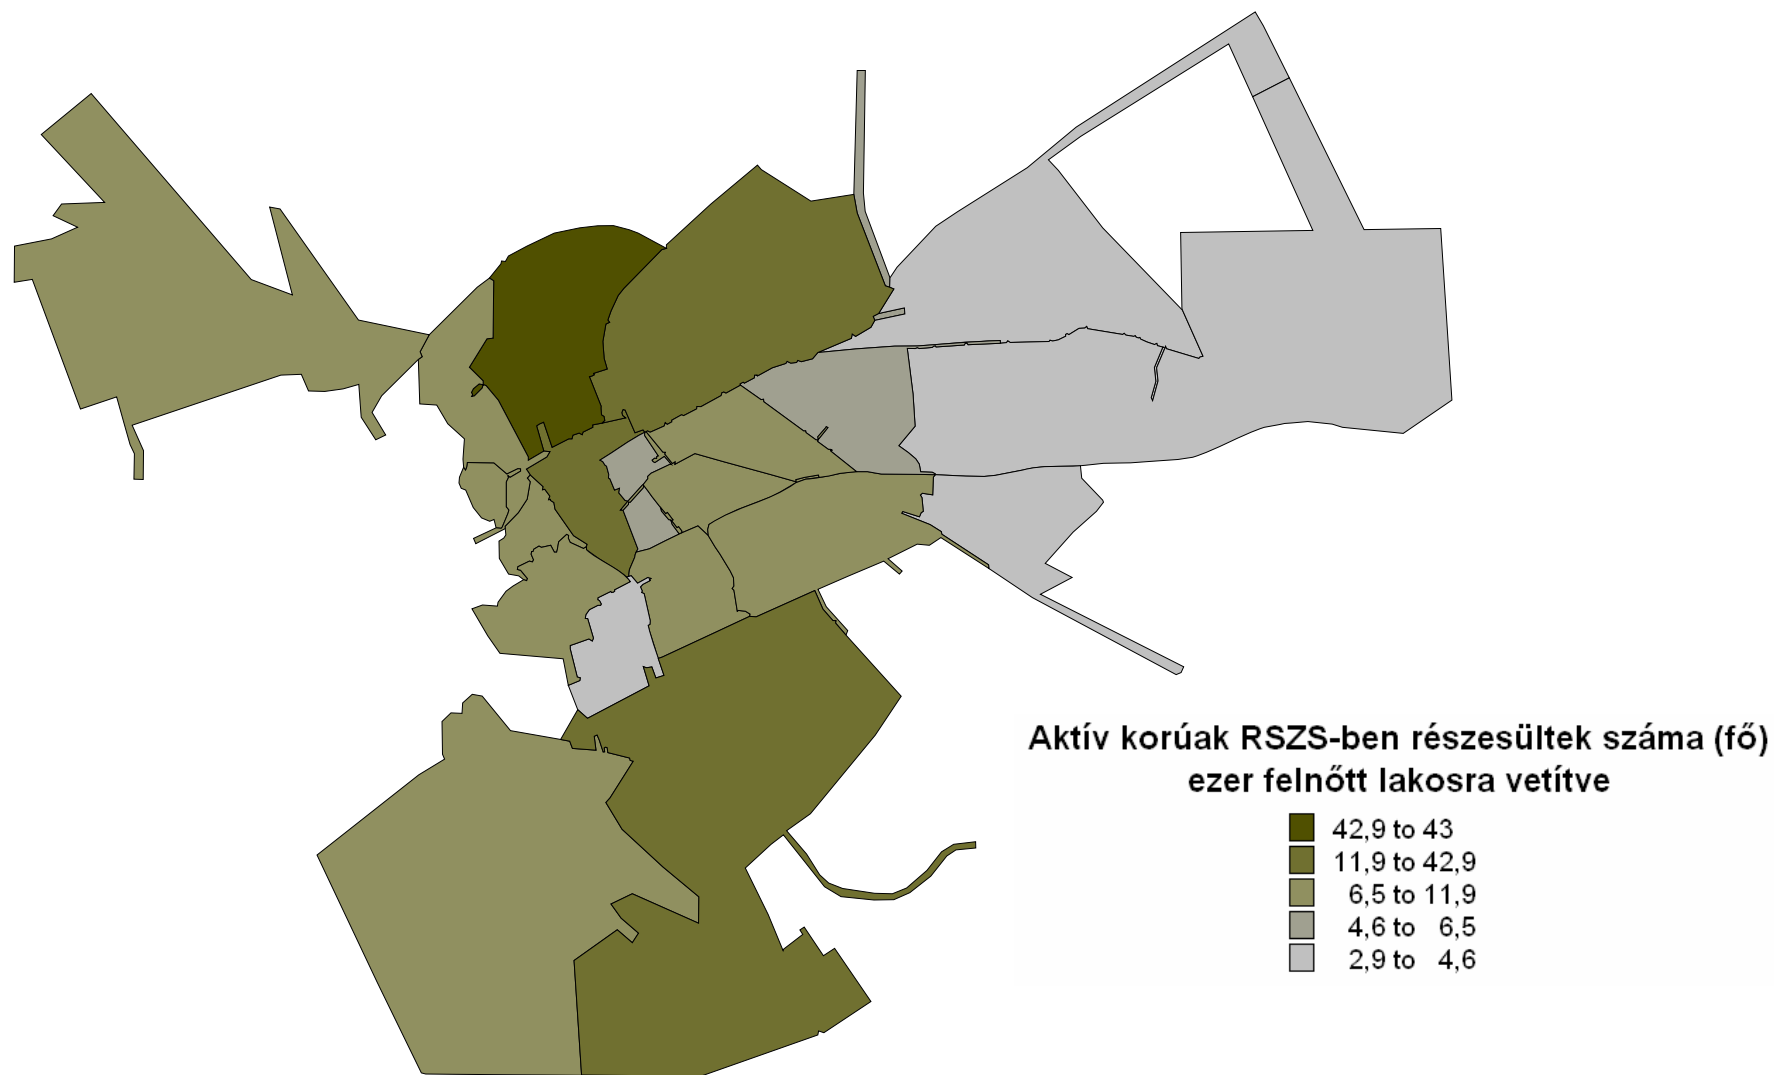 Aktív korúak RSZS-ben részesültek száma (fő)
ezer felnőtt lakosra vetítve
42,9 to 43
11,9 to 42,9
6,5 to 11,9
4,6 to 6,5
2,9 to 4,6